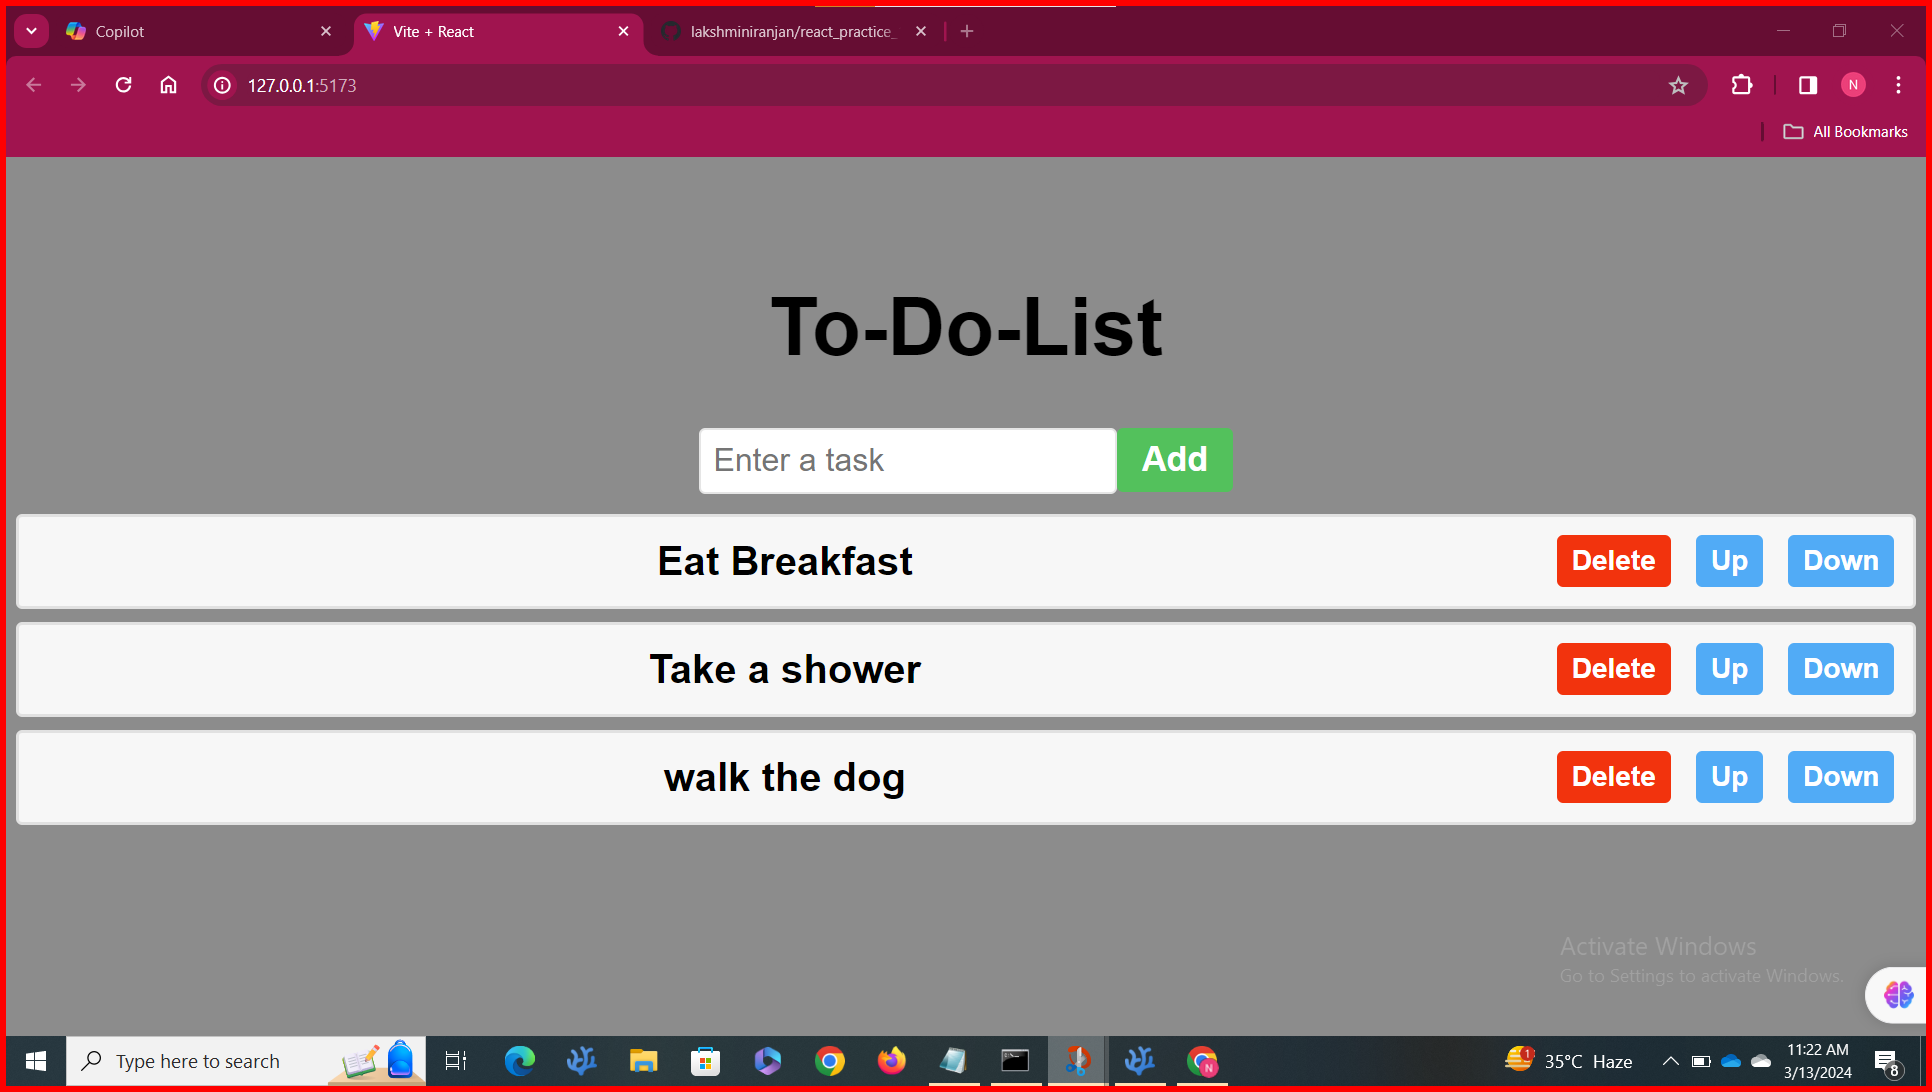 Copilot
Vite + React
lakshminiranjan/react_practice_
127.0.0.1:5173
N
All Bookmarks
To-Do-List
Enter a task
Add
Eat Breakfast
Delete
Up
Down
Take a shower
Delete
Up
Down
walk the dog
Delete
Up
Down
Activate Windows
Go to Settings to activate Windows.
Type here to search
N
1
35°C Haze
11:22 AM
3/13/2024
8